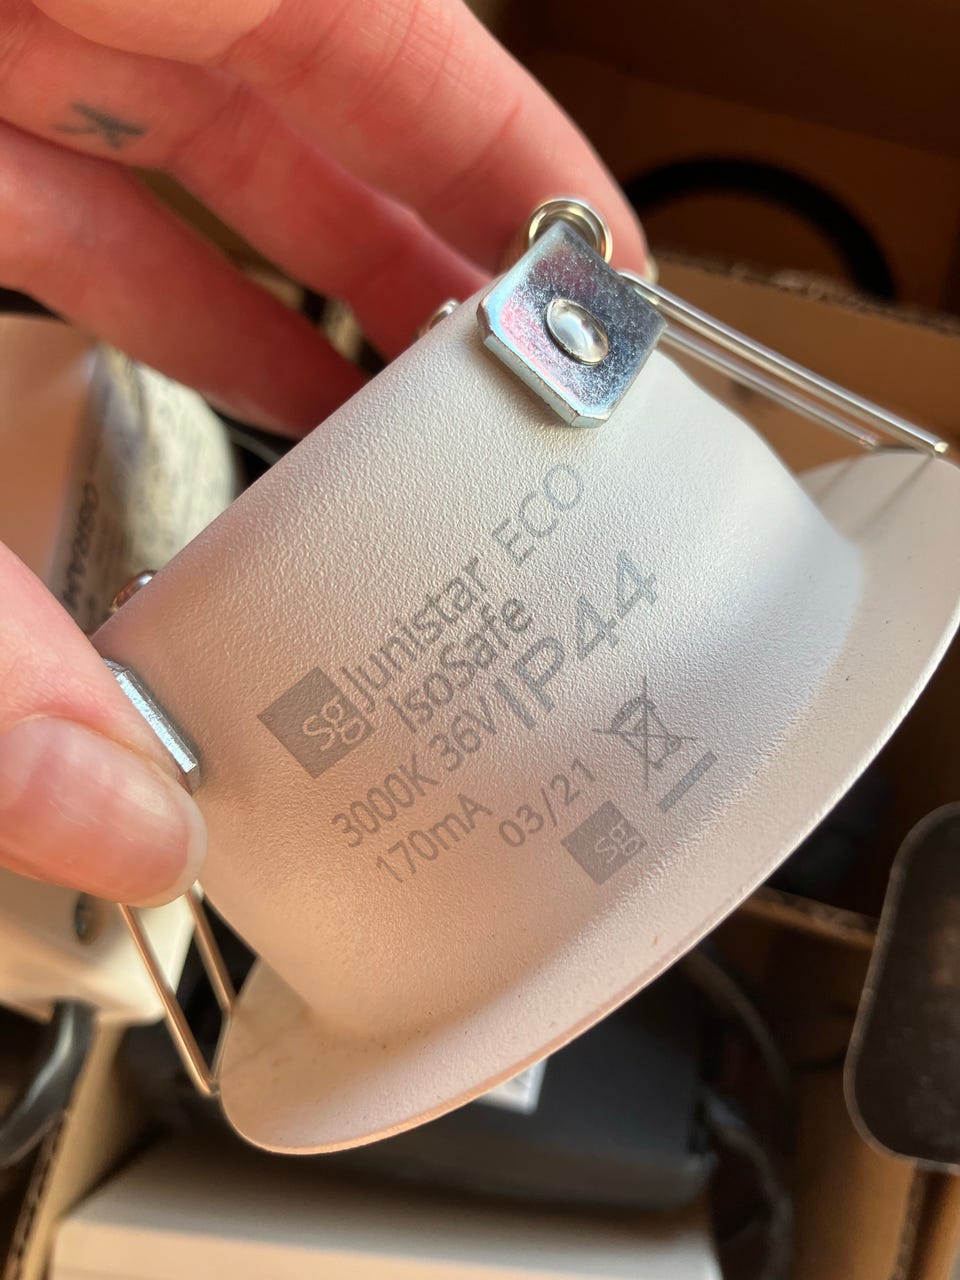 sg Junistar ECO
IsoSafe
3000K 36V IP44
170mA 03/21
sg